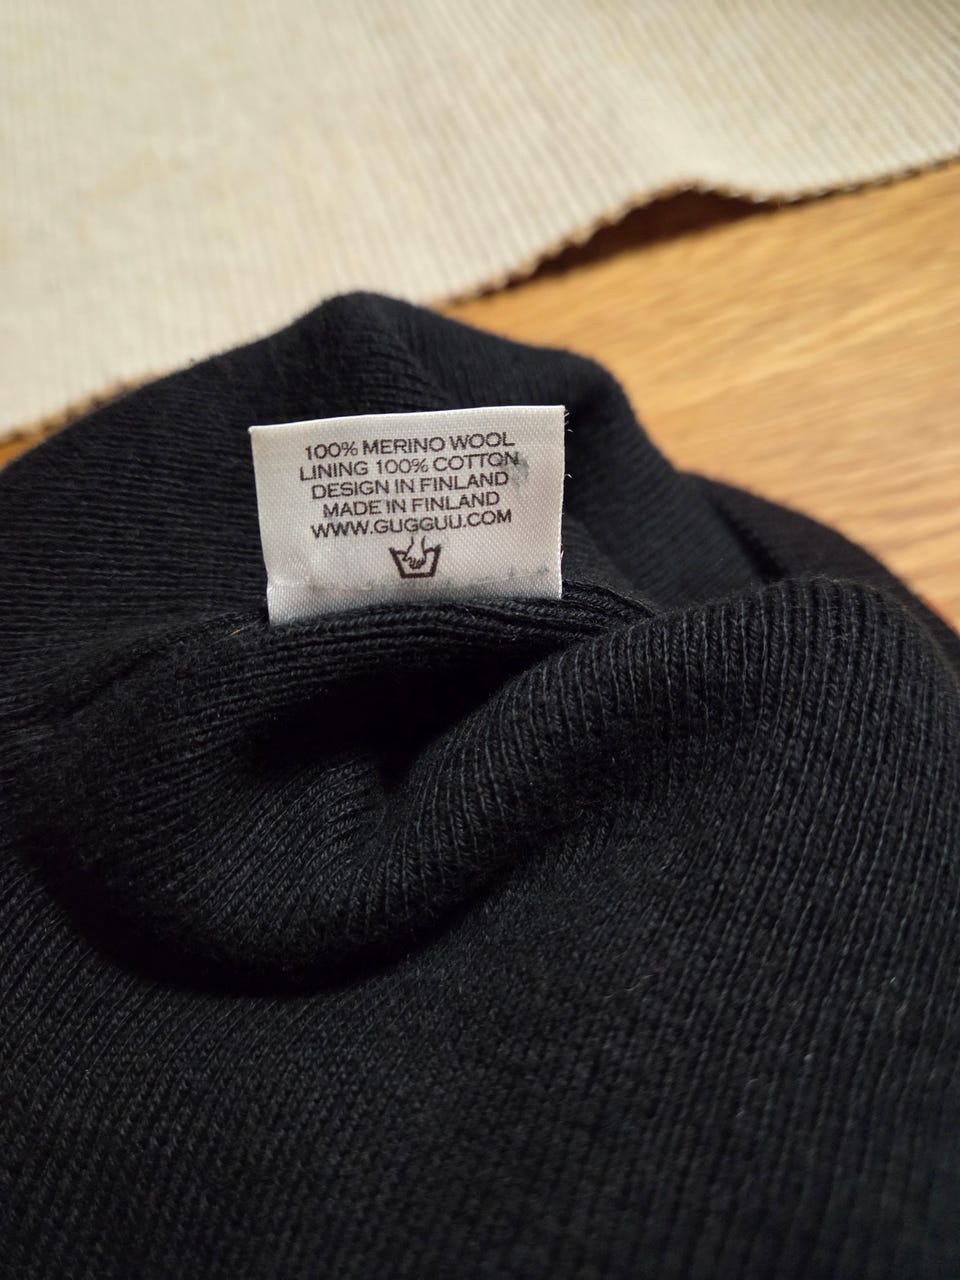 100% MERINO WOOL
LINING 100% COTTON
DESIGN IN FINLAND
MADE IN FINLAND
WWW.GUGGUU.COM